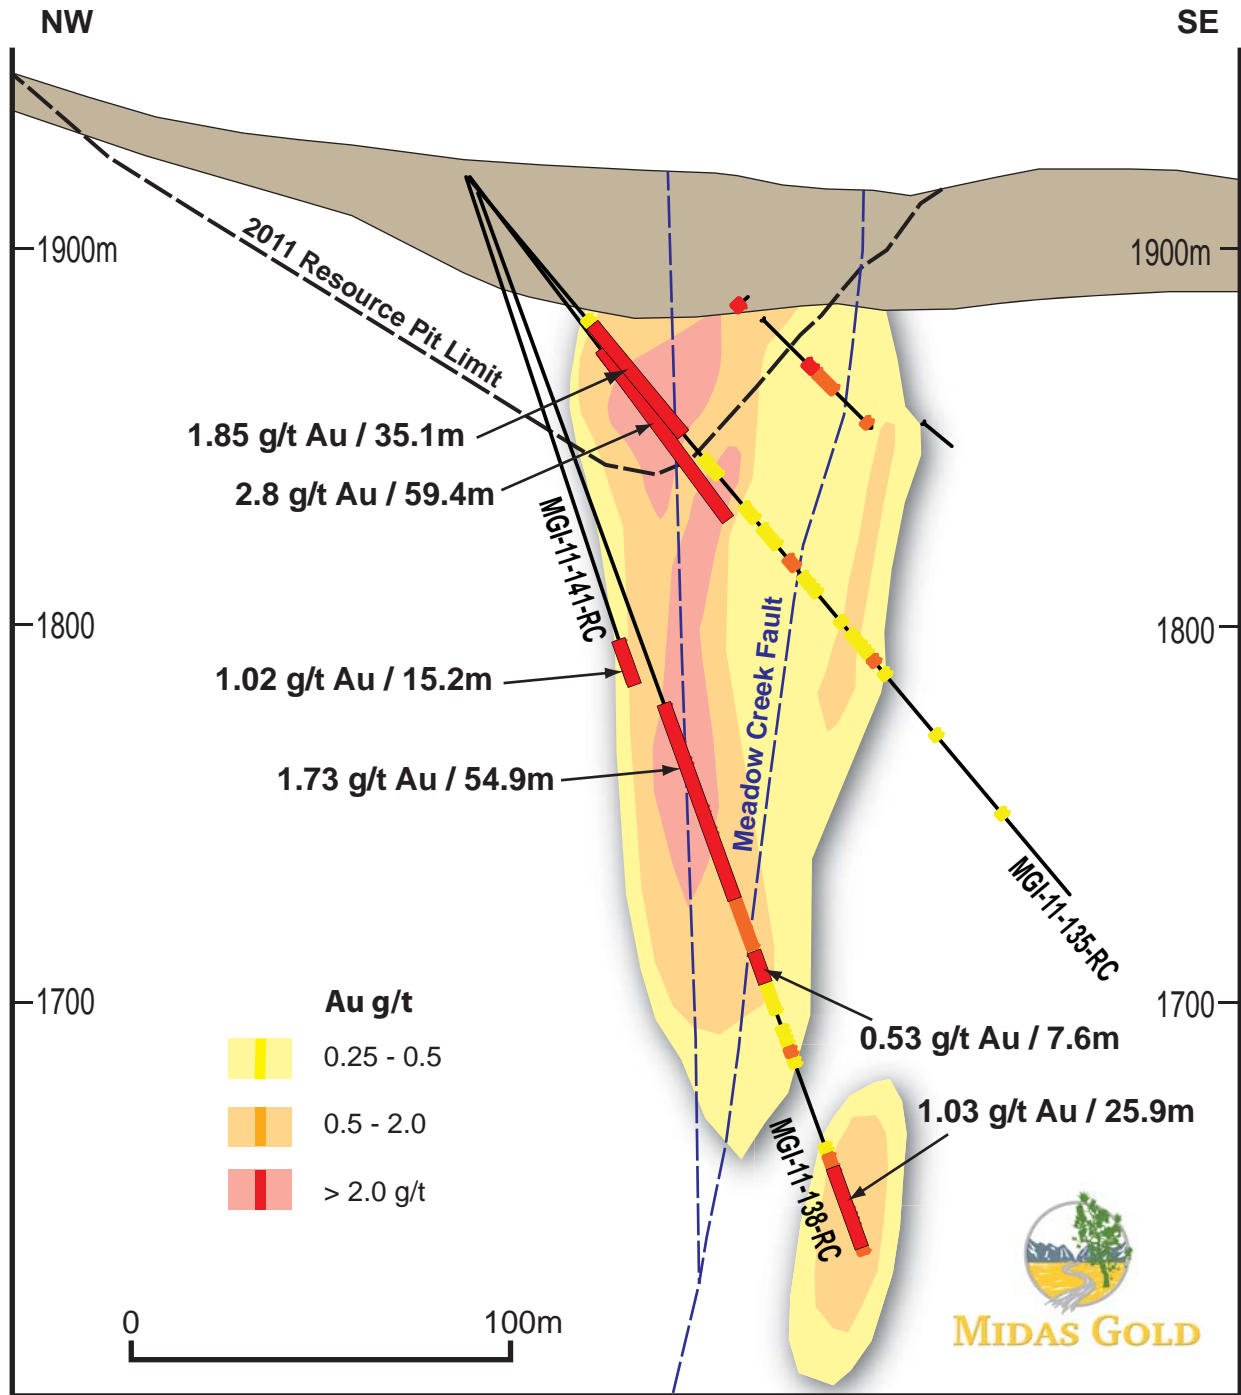 NW
SE
1900m
1900m
2011 Resource Pit Limit
1.85 g/t Au / 35.1m
2.8 g/t Au / 59.4m
MGI-11-141-RC
1800
1800
Meadow Creek Fault
1.02 g/t Au / 15.2m
1.73 g/t Au / 54.9m
MGI-11-135-RC
1700
1700
Au g/t
0.25 - 0.5
0.5 - 2.0
> 2.0 g/t
0.53 g/t Au / 7.6m
1.03 g/t Au / 25.9m
MGI-11-138-RC
0
100m
MIDAS GOLD